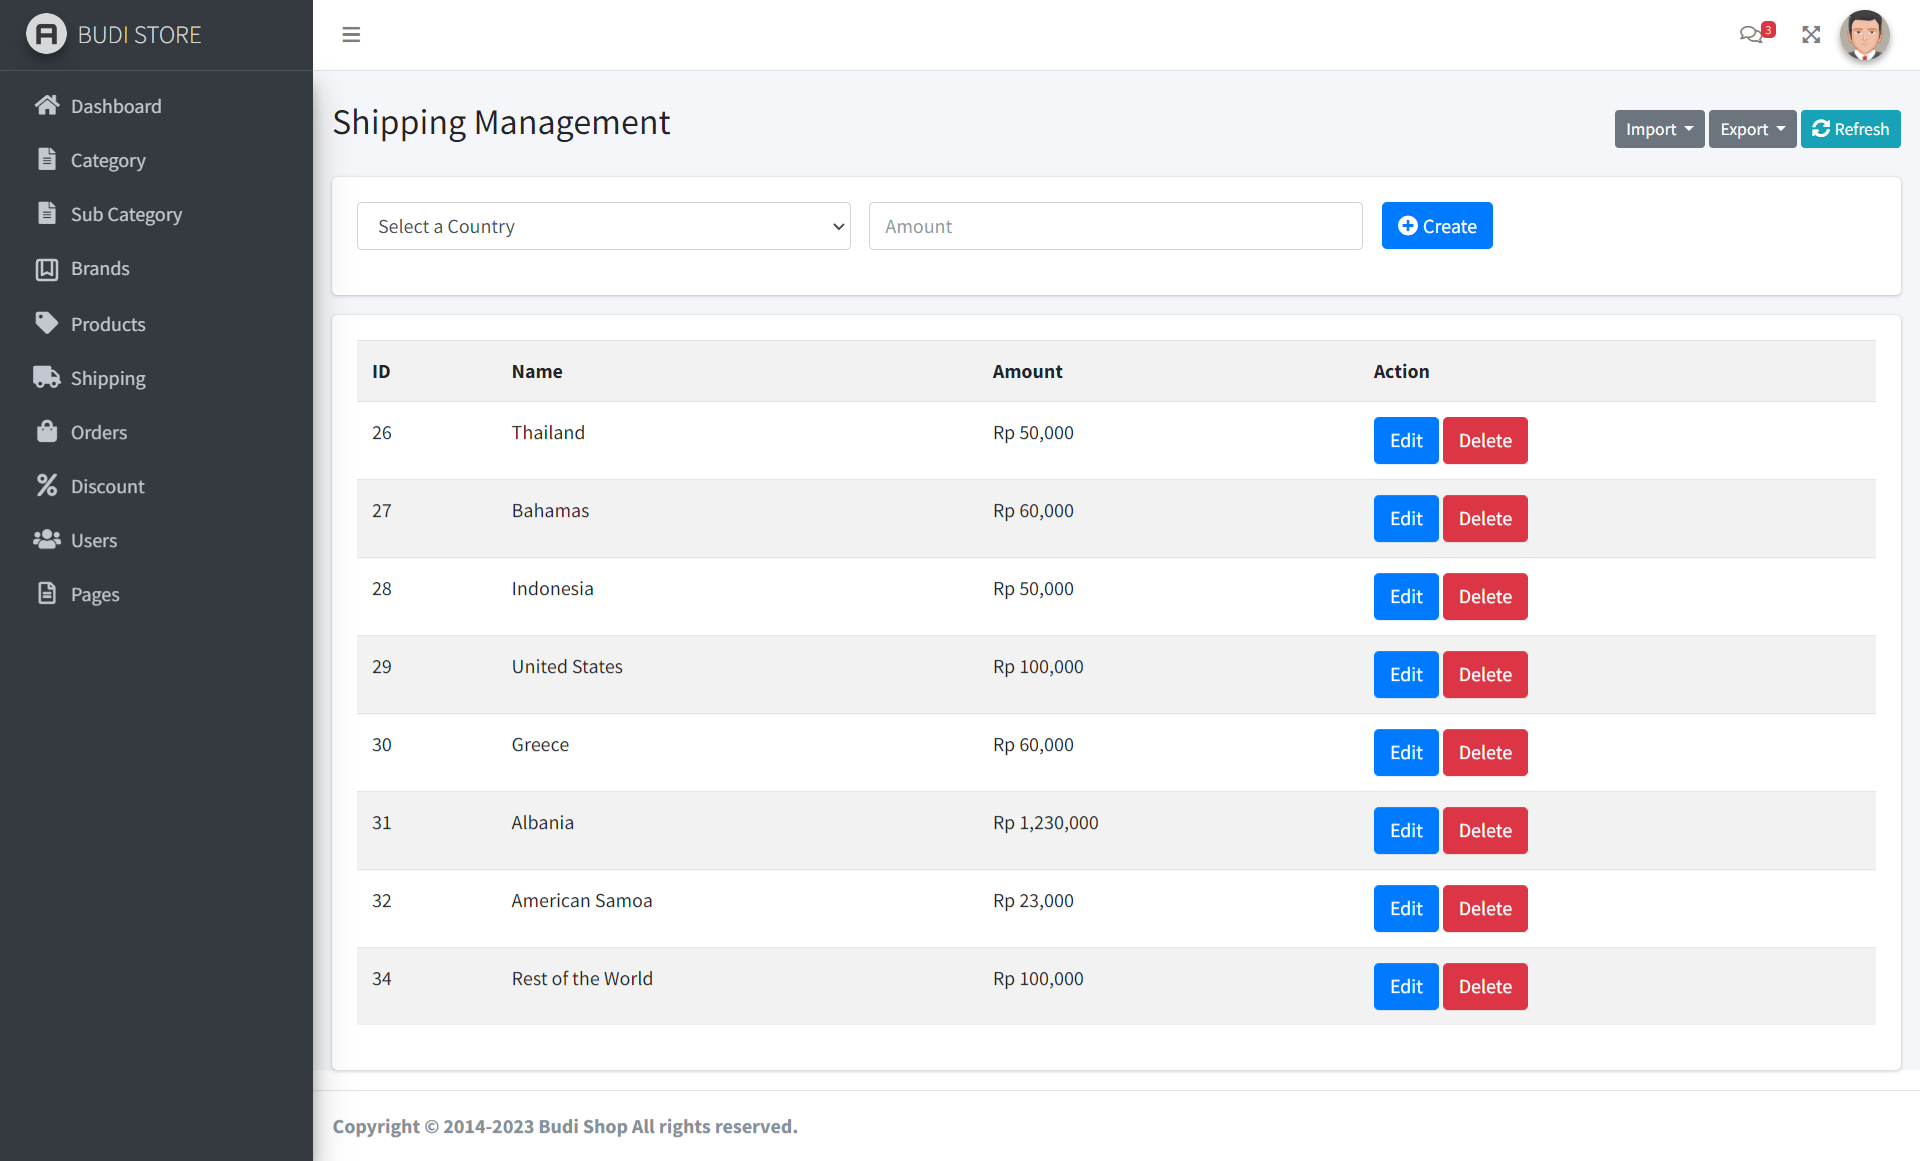 BUDI STORE
3
Dashboard
Category
Sub Category
Brands
Products
Shipping
Orders
Discount
Users
Pages
Shipping Management
Import Export Refresh
Select a Country Amount Create
ID Name Amount Action
26 Thailand Rp 50,000 Edit Delete
27 Bahamas Rp 60,000 Edit Delete
28 Indonesia Rp 50,000 Edit Delete
29 United States Rp 100,000 Edit Delete
30 Greece Rp 60,000 Edit Delete
31 Albania Rp 1,230,000 Edit Delete
32 American Samoa Rp 23,000 Edit Delete
34 Rest of the World Rp 100,000 Edit Delete
Copyright © 2014-2023 Budi Shop All rights reserved.